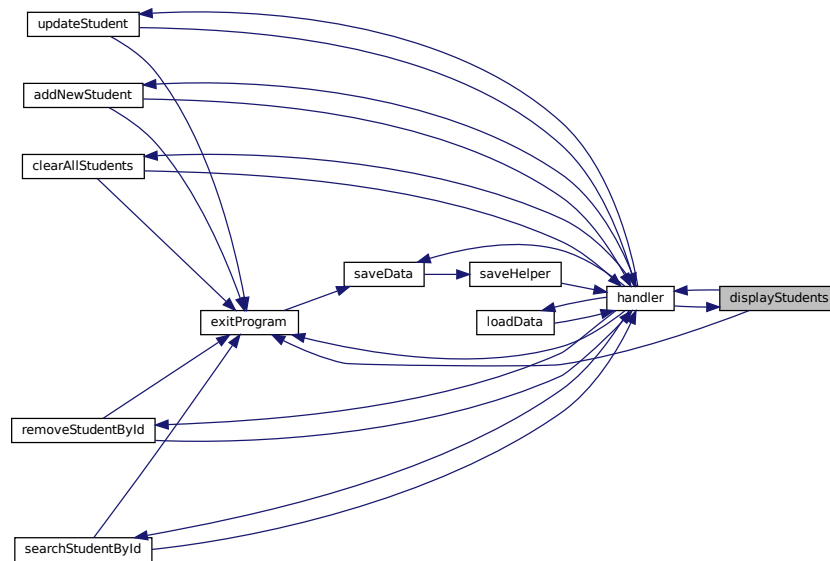 updateStudent
addNewStudent
clearAllStudents
saveData
saveHelper
handler
displayStudents
exitProgram
loadData
removeStudentById
searchStudentById